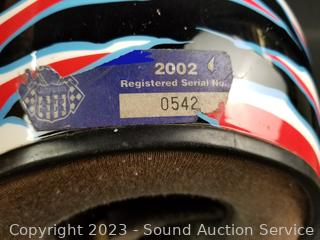 2002
Registered Serial No.
0542
Copyright 2023 - Sound Auction Service